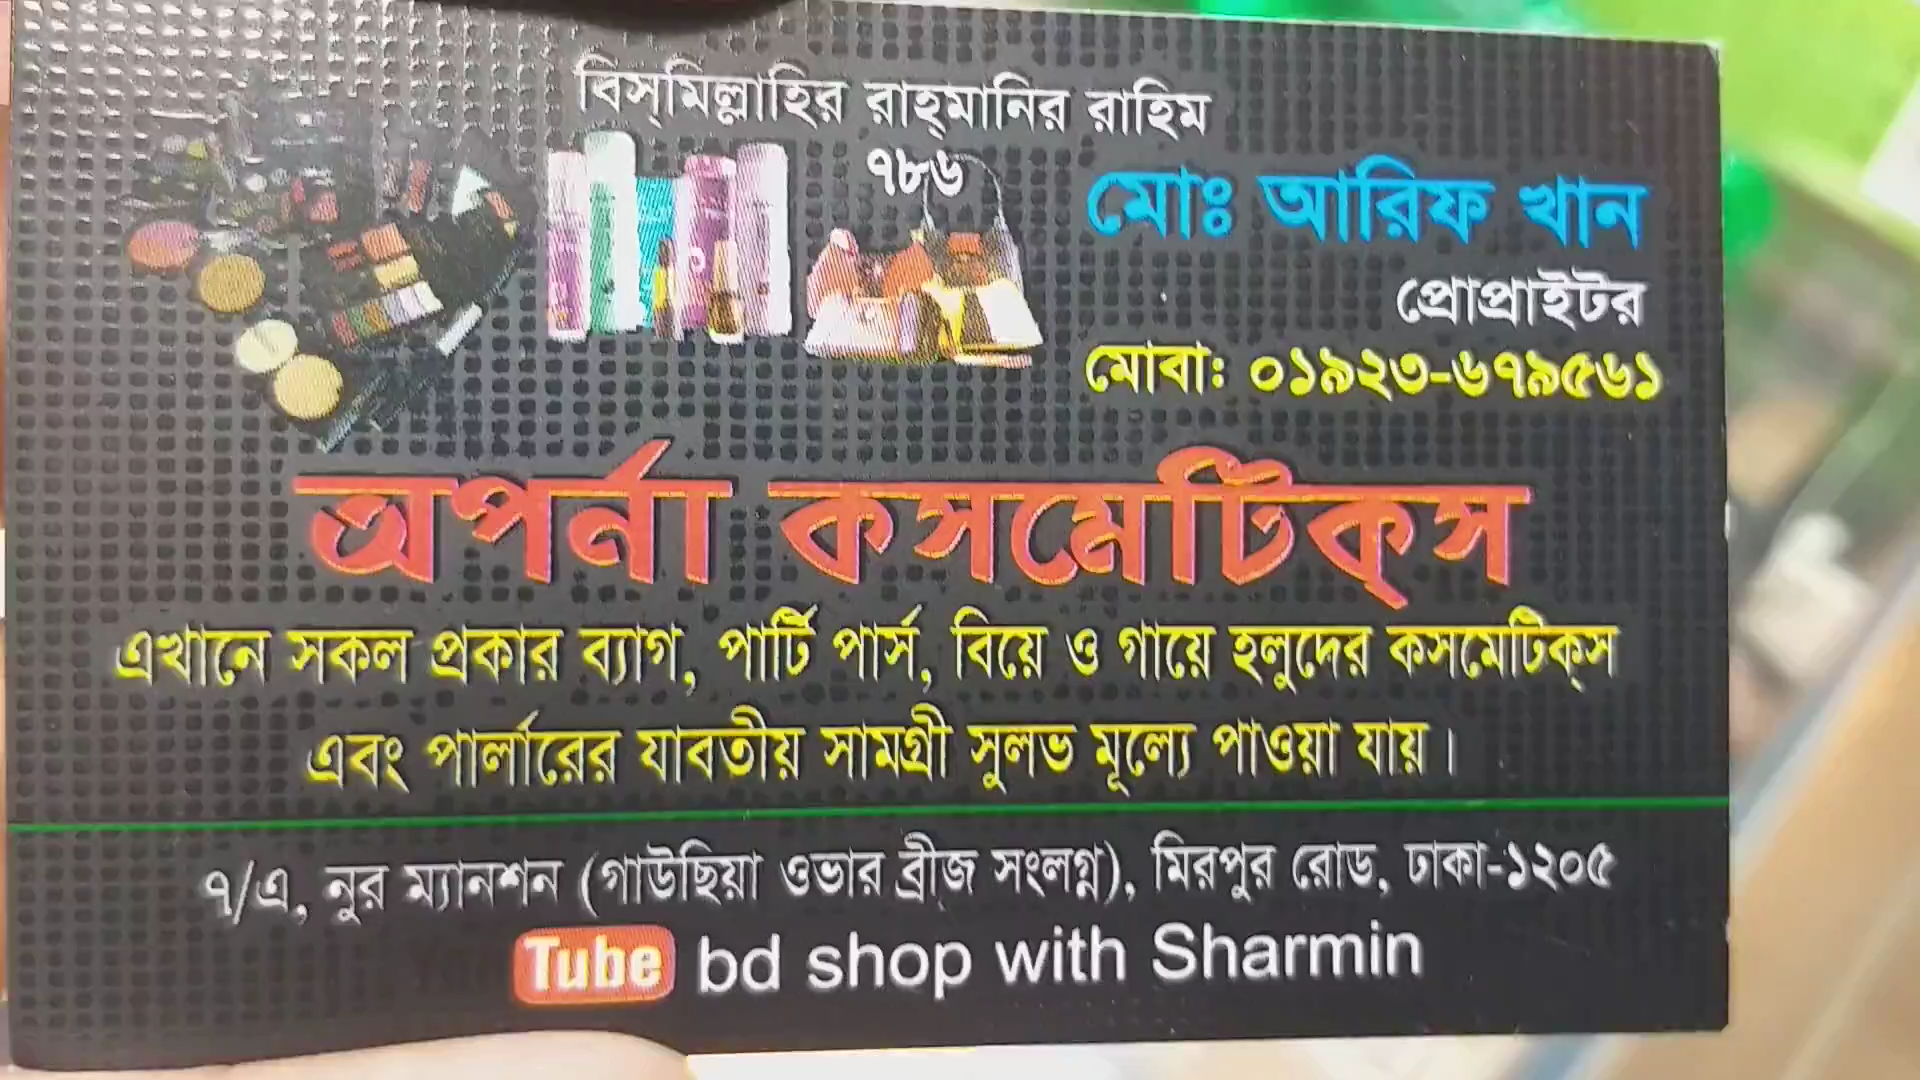 বিস্‌মিল্লাহির রাহ্‌মানির রাহিম
৭৮৬
মোঃ আরিফ খান
প্রোপ্রাইটর
মোবা: ০১৯২৩-৬৭৯৫৬১
অপর্না কসমেটিক্স
এখানে সকল প্রকার ব্যাগ, পার্টি পার্স, বিয়ে ও গায়ে হলুদের কসমেটিক্স
এবং পার্লারের যাবতীয় সামগ্রী সুলভ মূল্যে পাওয়া যায়।
৭/এ, নুর ম্যানশন (গাউছিয়া ওভার ব্রীজ সংলগ্ন), মিরপুর রোড, ঢাকা-১২০৫
Tube bd shop with Sharmin